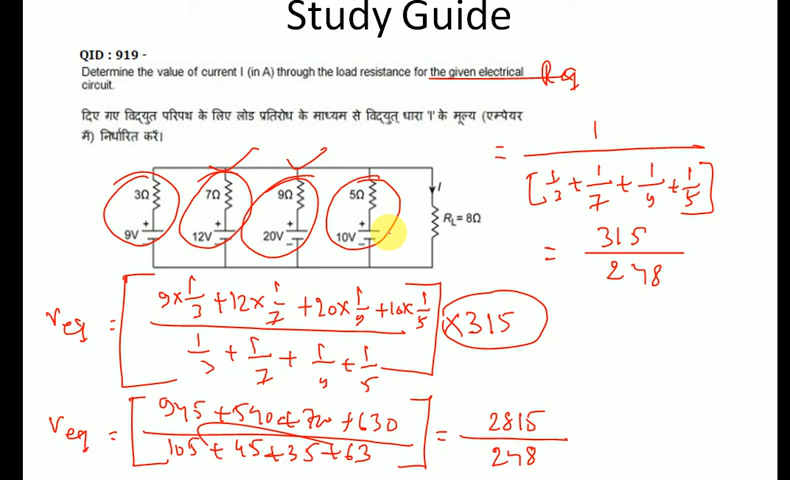 Study Guide
QID : 919 -
Determine the value of current I (in A) through the load resistance for the given electrical
circuit.
Req
दिए गए विद्युत परिपथ के लिए लोड प्रतिरोध के माध्यम से विद्युत् धारा 'I' के मूल्य (एम्पेयर
में) निर्धारित करें।
= 1 / [1/3 + 1/7 + 1/9 + 1/5]
= 315 / 248
3Ω 7Ω 9Ω 5Ω I
+ + + + RL = 8Ω
9V 12V 20V 10V
- - - -
Veq = [9×1/3 + 12×1/7 + 20×1/9 + 10×1/5 / 1/3 + 1/7 + 1/9 + 1/5] ×315
Veq = [945 + 540 + 700 + 630 / 105 + 45 + 35 + 63] = 2815 / 248